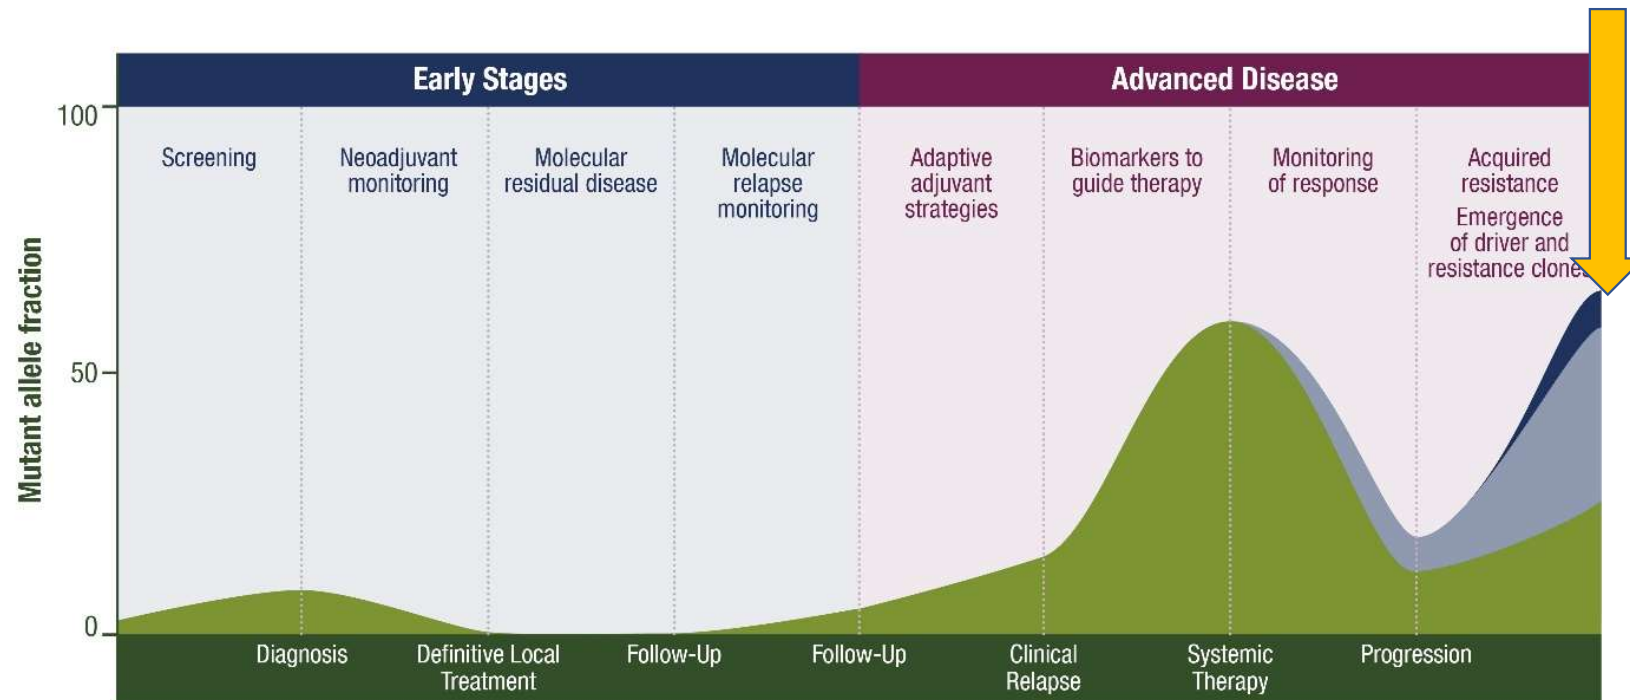 Early Stages
Advanced Disease
100
50
0
Mutant allele fraction
Screening
Neoadjuvant
monitoring
Molecular
residual disease
Molecular
relapse
monitoring
Adaptive
adjuvant
strategies
Biomarkers to
guide therapy
Monitoring
of response
Acquired
resistance
Emergence
of driver and
resistance clones
Diagnosis
Definitive Local
Treatment
Follow-Up
Follow-Up
Clinical
Relapse
Systemic
Therapy
Progression